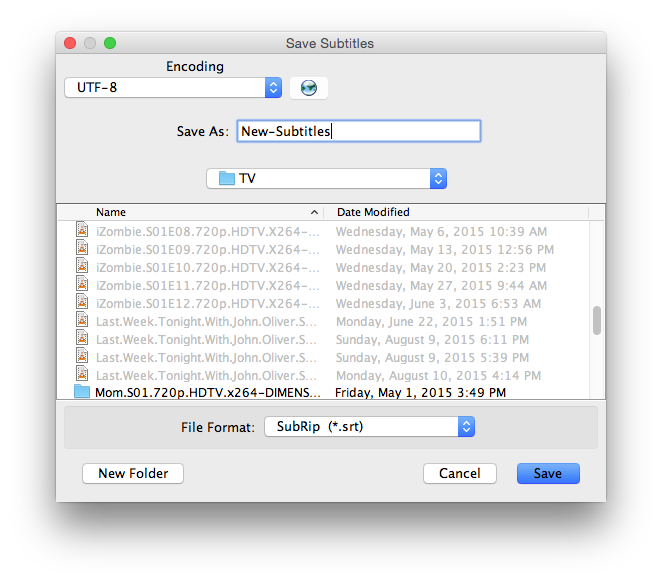 Save Subtitles
Encoding
UTF-8
Save As: New-Subtitles
TV
Name Date Modified
iZombie.S01E08.720p.HDTV.X264-... Wednesday, May 6, 2015 10:39 AM
iZombie.S01E09.720p.HDTV.X264-... Wednesday, May 13, 2015 12:56 PM
iZombie.S01E10.720p.HDTV.X264-... Wednesday, May 20, 2015 2:23 PM
iZombie.S01E11.720p.HDTV.X264-... Wednesday, May 27, 2015 9:44 AM
iZombie.S01E12.720p.HDTV.X264-... Wednesday, June 3, 2015 6:53 AM
Last.Week.Tonight.With.John.Oliver.S... Monday, June 22, 2015 1:51 PM
Last.Week.Tonight.With.John.Oliver.S... Sunday, August 9, 2015 6:11 PM
Last.Week.Tonight.With.John.Oliver.S... Sunday, August 9, 2015 5:39 PM
Last.Week.Tonight.With.John.Oliver.S... Monday, August 10, 2015 4:14 PM
Mom.S01.720p.HDTV.x264-DIMENS... Friday, May 1, 2015 3:49 PM
File Format: SubRip (*.srt)
New Folder Cancel Save